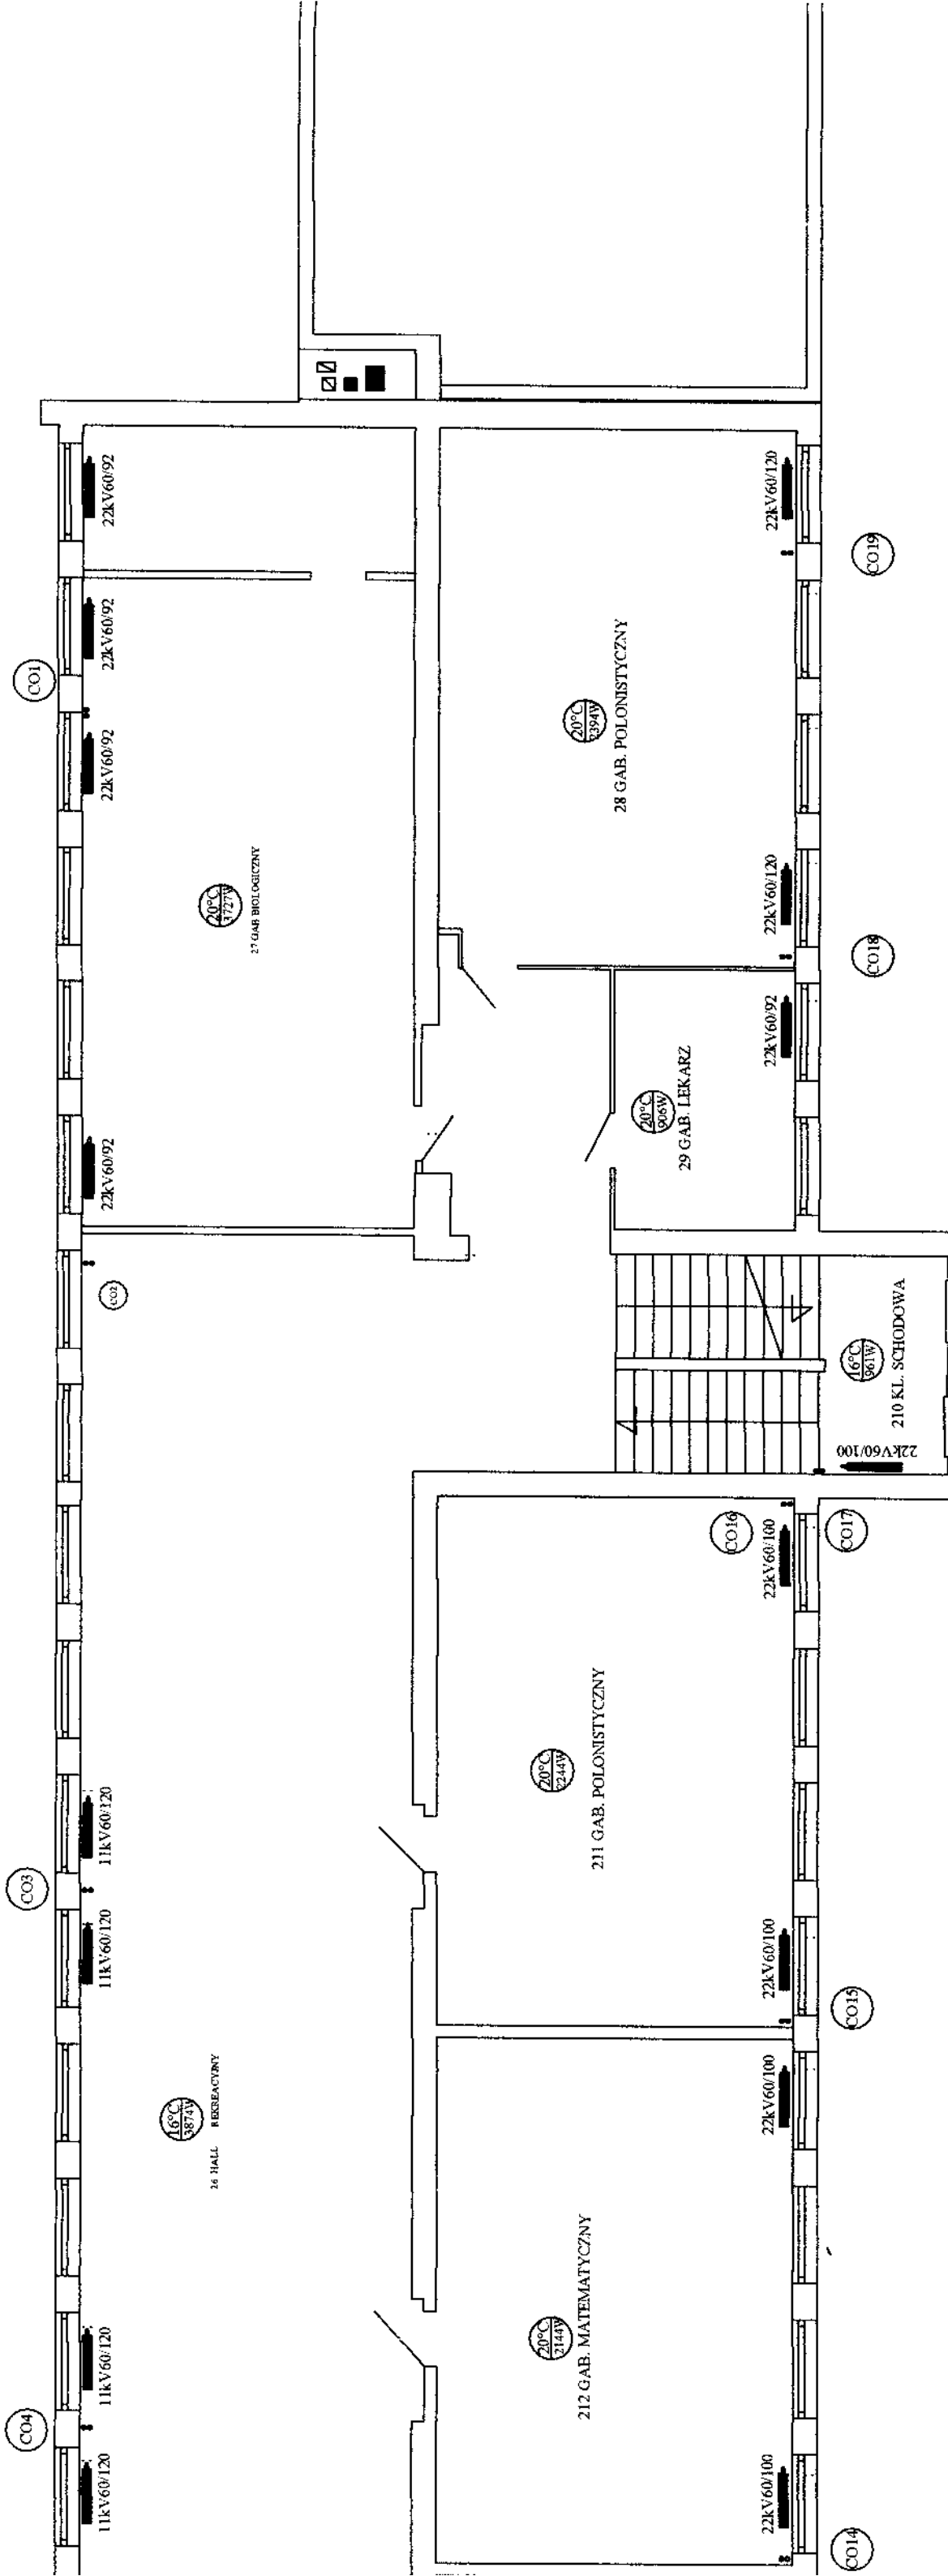 22kV60/92
CO1
22kV60/92
22kV60/92
20°C
3727W
27 GAB BIOLOGICZNY
22kV60/92
CO2
22kV60/120
CO19
20°C
2394W
28 GAB. POLONISTYCZNY
22kV60/120
CO18
22kV60/92
20°C
906W
29 GAB. LEKARZ
16°C
961W
210 KL. SCHODOWA
22kV60/100
CO16
CO17
22kV60/100
20°C
2244W
211 GAB. POLONISTYCZNY
22kV60/100
CO15
11kV60/120
CO3
11kV60/120
16°C
3874W
26 HALL REKREACYJNY
11kV60/120
CO4
11kV60/120
22kV60/100
20°C
2144W
212 GAB. MATEMATYCZNY
22kV60/100
CO14